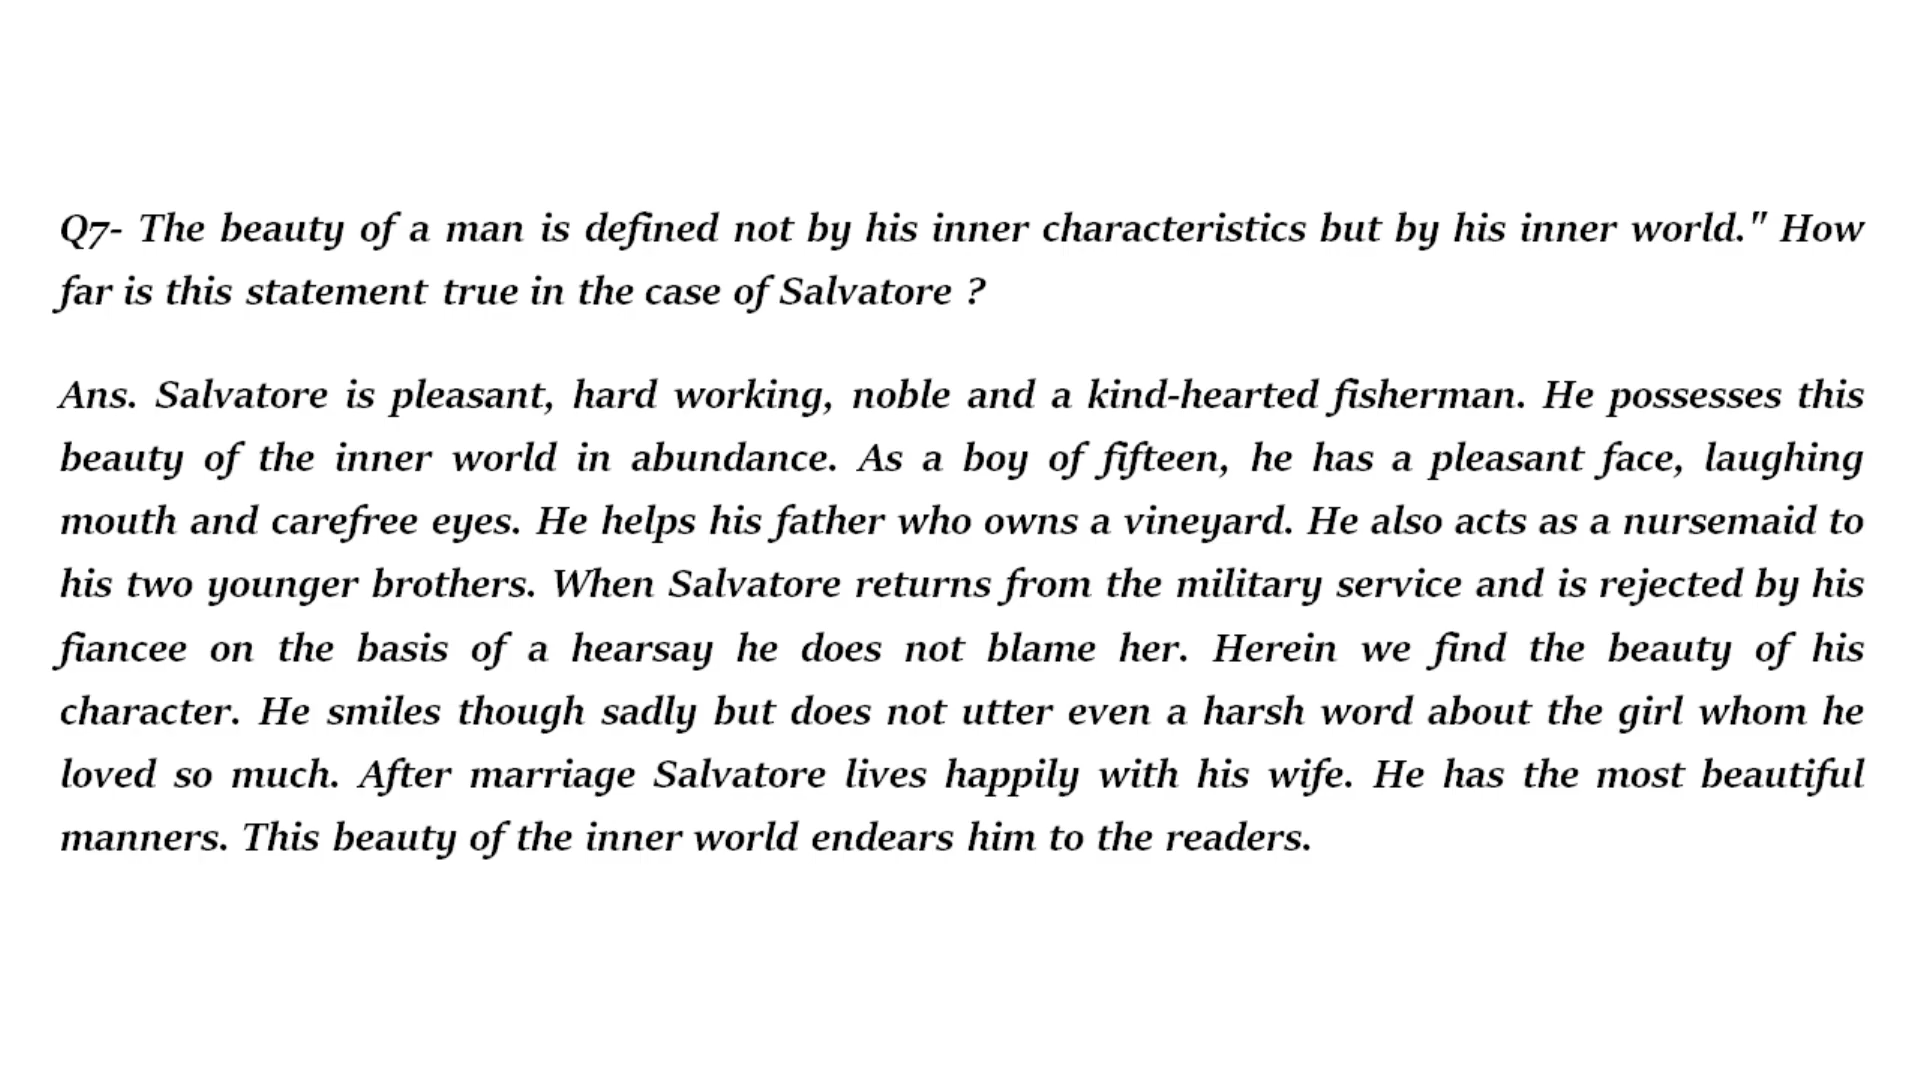 Q7- The beauty of a man is defined not by his inner characteristics but by his inner world." How
far is this statement true in the case of Salvatore ?
Ans. Salvatore is pleasant, hard working, noble and a kind-hearted fisherman. He possesses this
beauty of the inner world in abundance. As a boy of fifteen, he has a pleasant face, laughing
mouth and carefree eyes. He helps his father who owns a vineyard. He also acts as a nursemaid to
his two younger brothers. When Salvatore returns from the military service and is rejected by his
fiancee on the basis of a hearsay he does not blame her. Herein we find the beauty of his
character. He smiles though sadly but does not utter even a harsh word about the girl whom he
loved so much. After marriage Salvatore lives happily with his wife. He has the most beautiful
manners. This beauty of the inner world endears him to the readers.